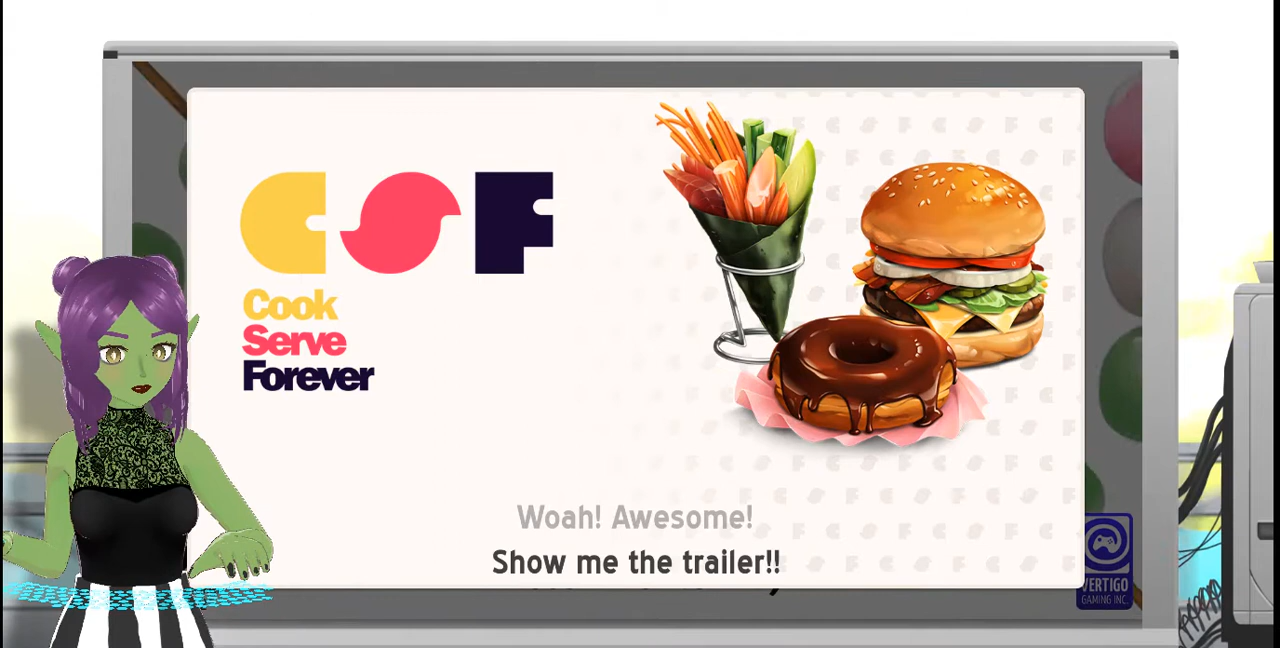 CSF
Cook
Serve
Forever
Woah! Awesome!
Show me the trailer!!
VERTIGO
GAMING INC.